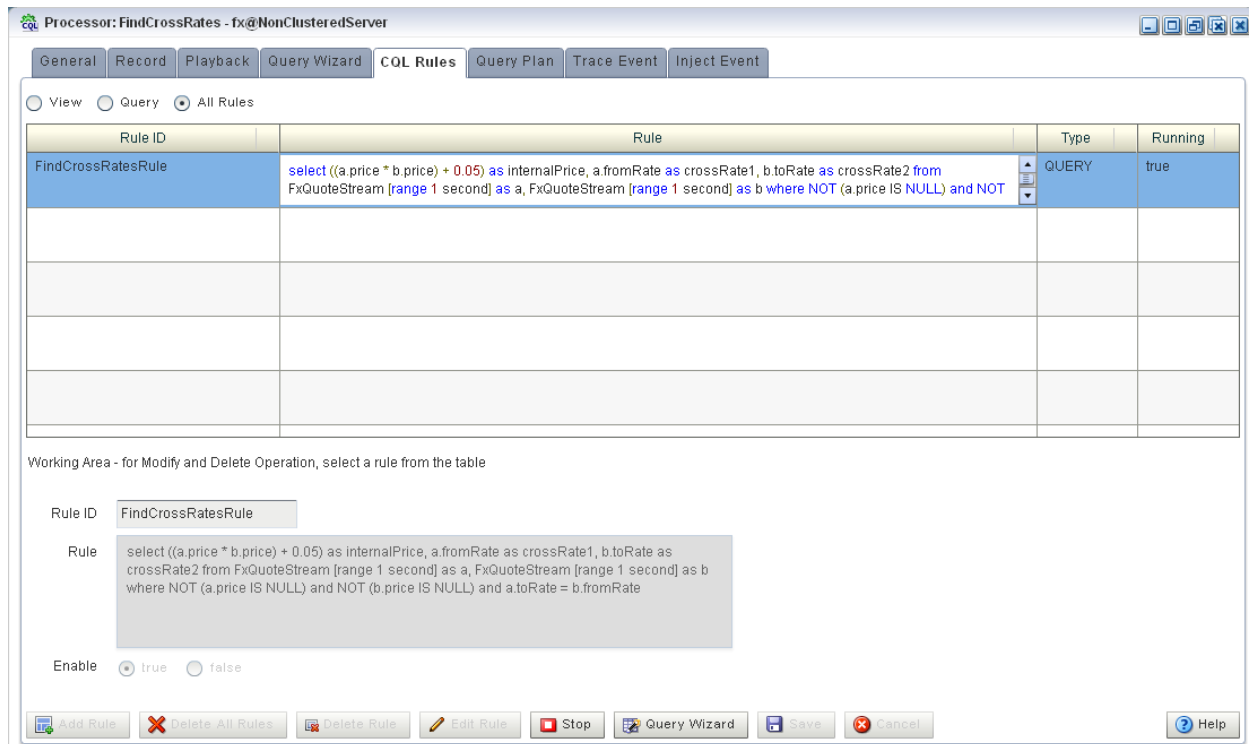 CQL Processor: FindCrossRates - fx@NonClusteredServer
General Record Playback Query Wizard CQL Rules Query Plan Trace Event Inject Event
View Query All Rules
Rule ID Rule Type Running
FindCrossRatesRule
select ((a.price * b.price) + 0.05) as internalPrice, a.fromRate as crossRate1, b.toRate as crossRate2 from
FxQuoteStream [range 1 second] as a, FxQuoteStream [range 1 second] as b where NOT (a.price IS NULL) and NOT
QUERY
true
Working Area - for Modify and Delete Operation, select a rule from the table
Rule ID FindCrossRatesRule
Rule
select ((a.price * b.price) + 0.05) as internalPrice, a.fromRate as crossRate1, b.toRate as
crossRate2 from FxQuoteStream [range 1 second] as a, FxQuoteStream [range 1 second] as b
where NOT (a.price IS NULL) and NOT (b.price IS NULL) and a.toRate = b.fromRate
Enable true false
Add Rule Delete All Rules Delete Rule Edit Rule Stop Query Wizard Save Cancel Help